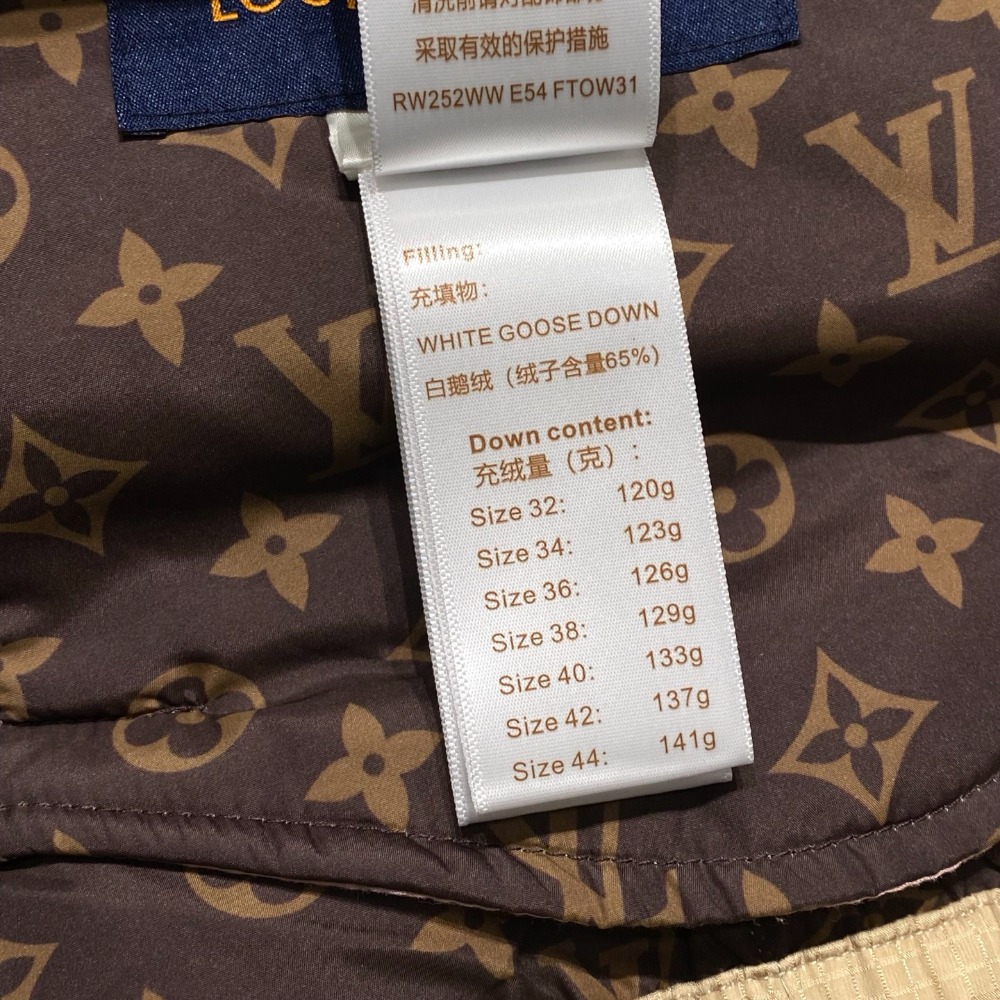 采取有效的保护措施
RW252WW E54 FTOW31
Filling:
充填物：
WHITE GOOSE DOWN
白鹅绒（绒子含量65%）
Down content:
充绒量（克）：
Size 32: 120g
Size 34: 123g
Size 36: 126g
Size 38: 129g
Size 40: 133g
Size 42: 137g
Size 44: 141g